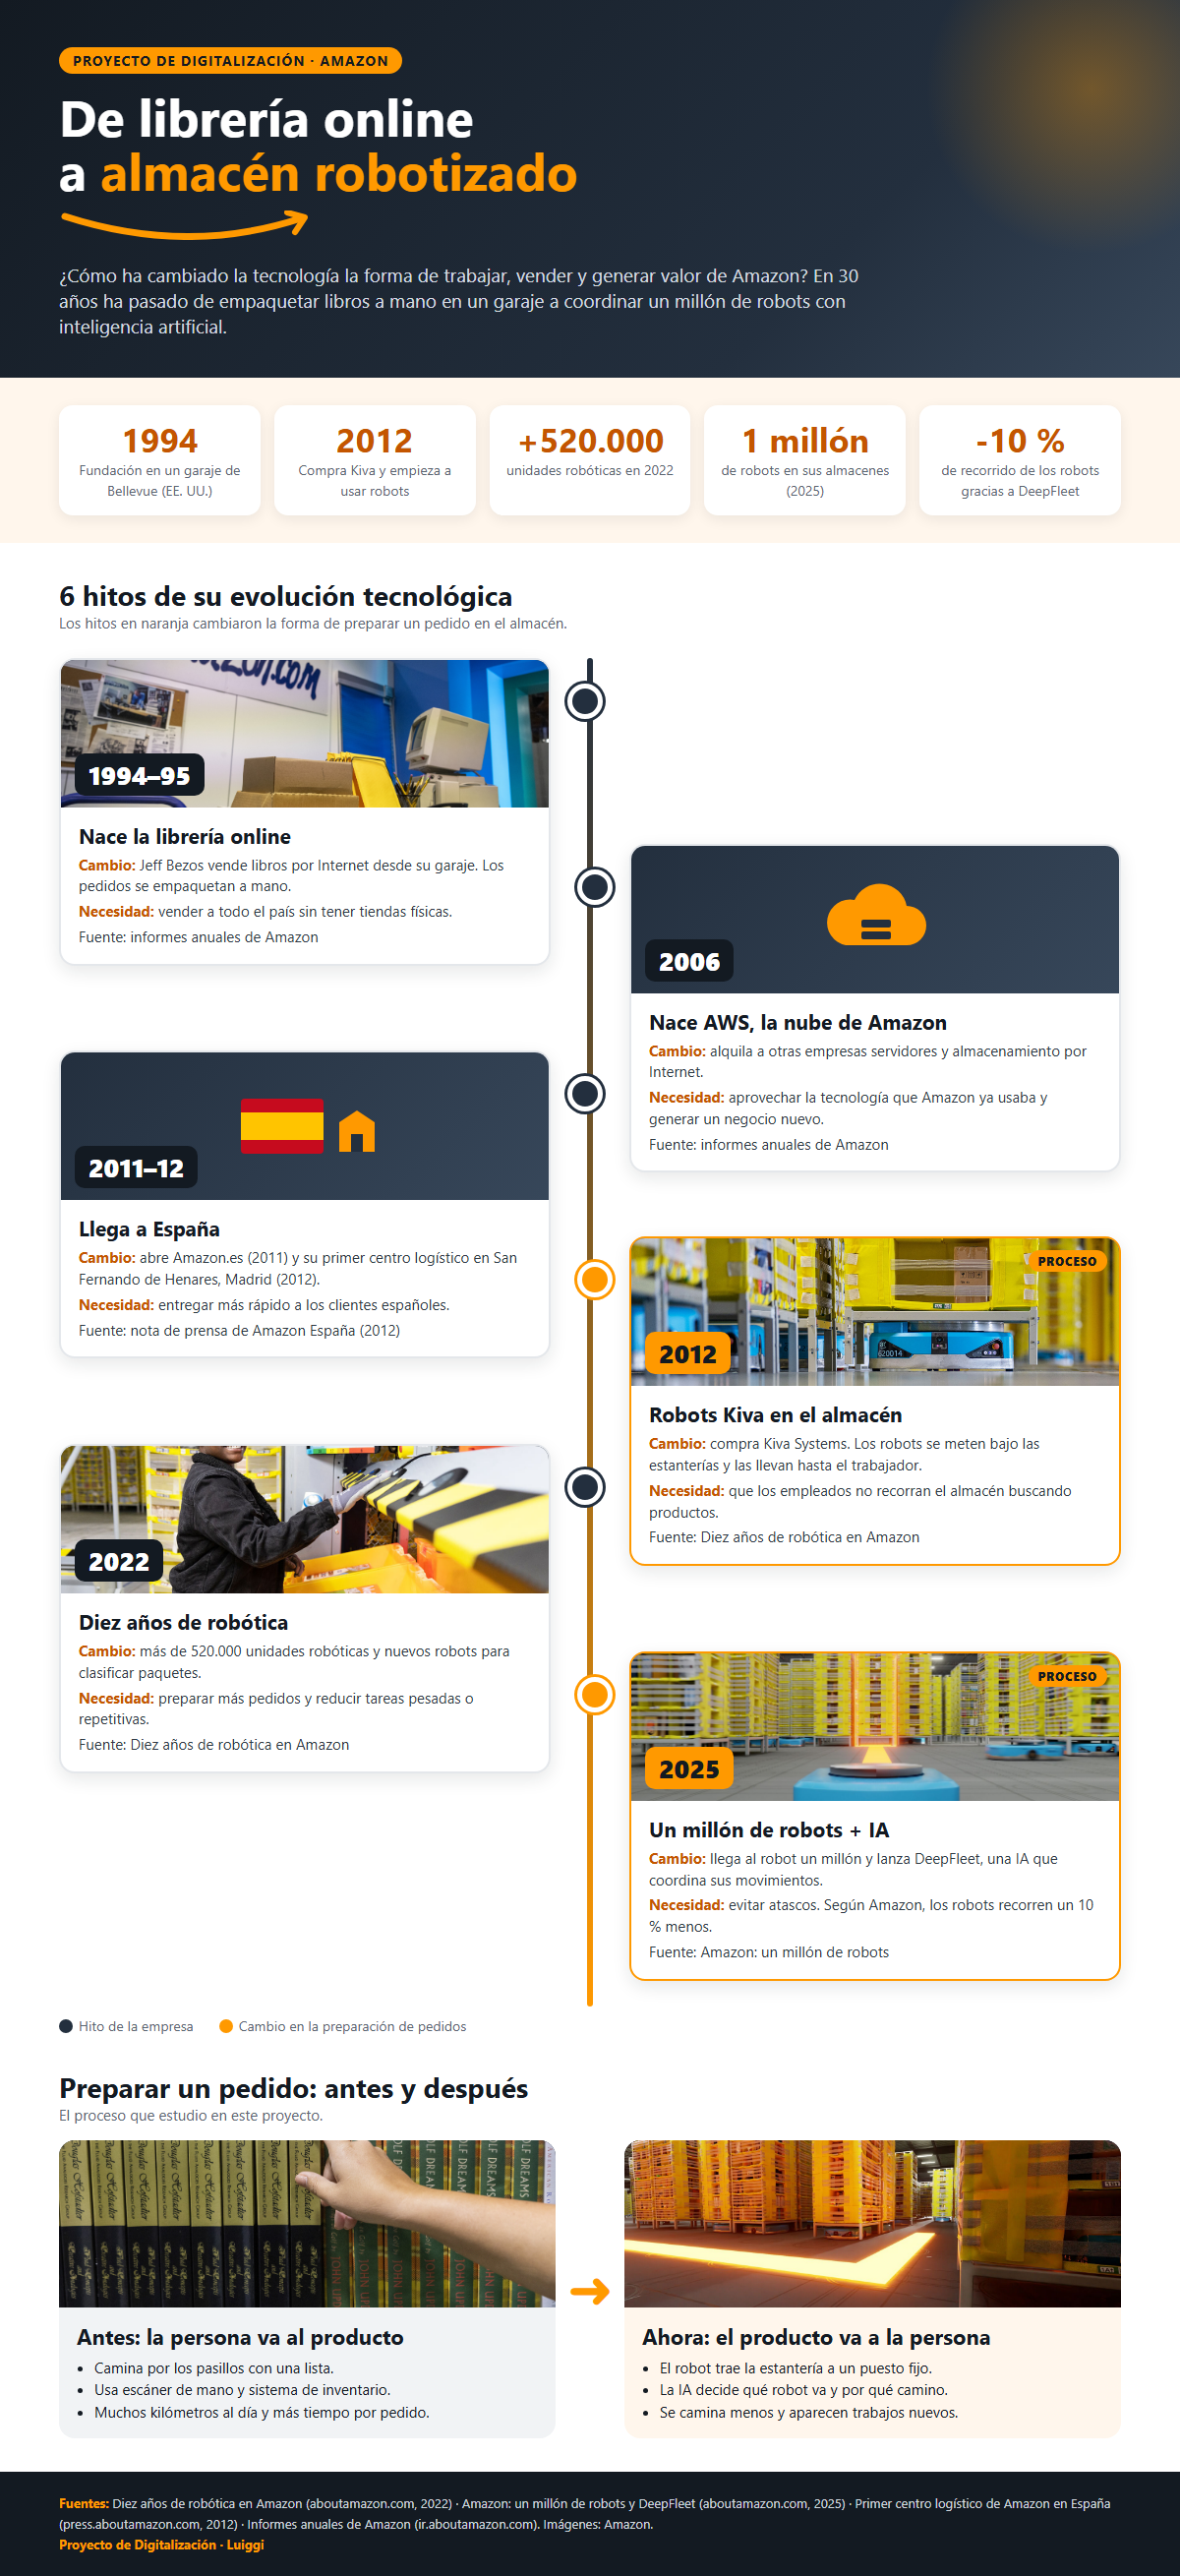 PROYECTO DE DIGITALIZACIÓN · AMAZON
De librería online
a almacén robotizado
¿Cómo ha cambiado la tecnología la forma de trabajar, vender y generar valor de Amazon? En 30
años ha pasado de empaquetar libros a mano en un garaje a coordinar un millón de robots con
inteligencia artificial.
1994
Fundación en un garaje de
Bellevue (EE. UU.)
2012
Compra Kiva y empieza a
usar robots
+520.000
unidades robóticas en 2022
1 millón
de robots en sus almacenes
(2025)
-10 %
de recorrido de los robots
gracias a DeepFleet
6 hitos de su evolución tecnológica
Los hitos en naranja cambiaron la forma de preparar un pedido en el almacén.
1994–95
Nace la librería online
Cambio: Jeff Bezos vende libros por Internet desde su garaje. Los
pedidos se empaquetan a mano.
Necesidad: vender a todo el país sin tener tiendas físicas.
Fuente: informes anuales de Amazon
2006
Nace AWS, la nube de Amazon
Cambio: alquila a otras empresas servidores y almacenamiento por
Internet.
Necesidad: aprovechar la tecnología que Amazon ya usaba y
generar un negocio nuevo.
Fuente: informes anuales de Amazon
2011–12
Llega a España
Cambio: abre Amazon.es (2011) y su primer centro logístico en San
Fernando de Henares, Madrid (2012).
Necesidad: entregar más rápido a los clientes españoles.
Fuente: nota de prensa de Amazon España (2012)
PROCESO
2012
Robots Kiva en el almacén
Cambio: compra Kiva Systems. Los robots se meten bajo las
estanterías y las llevan hasta el trabajador.
Necesidad: que los empleados no recorran el almacén buscando
productos.
Fuente: Diez años de robótica en Amazon
2022
Diez años de robótica
Cambio: más de 520.000 unidades robóticas y nuevos robots para
clasificar paquetes.
Necesidad: preparar más pedidos y reducir tareas pesadas o
repetitivas.
Fuente: Diez años de robótica en Amazon
PROCESO
2025
Un millón de robots + IA
Cambio: llega al robot un millón y lanza DeepFleet, una IA que
coordina sus movimientos.
Necesidad: evitar atascos. Según Amazon, los robots recorren un 10
% menos.
Fuente: Amazon: un millón de robots
Hito de la empresa
Cambio en la preparación de pedidos
Preparar un pedido: antes y después
El proceso que estudio en este proyecto.
Antes: la persona va al producto
• Camina por los pasillos con una lista.
• Usa escáner de mano y sistema de inventario.
• Muchos kilómetros al día y más tiempo por pedido.
Ahora: el producto va a la persona
• El robot trae la estantería a un puesto fijo.
• La IA decide qué robot va y por qué camino.
• Se camina menos y aparecen trabajos nuevos.
Fuentes: Diez años de robótica en Amazon (aboutamazon.com, 2022) · Amazon: un millón de robots y DeepFleet (aboutamazon.com, 2025) · Primer centro logístico de Amazon en España
(press.aboutamazon.com, 2012) · Informes anuales de Amazon (ir.aboutamazon.com). Imágenes: Amazon.
Proyecto de Digitalización · Luiggi